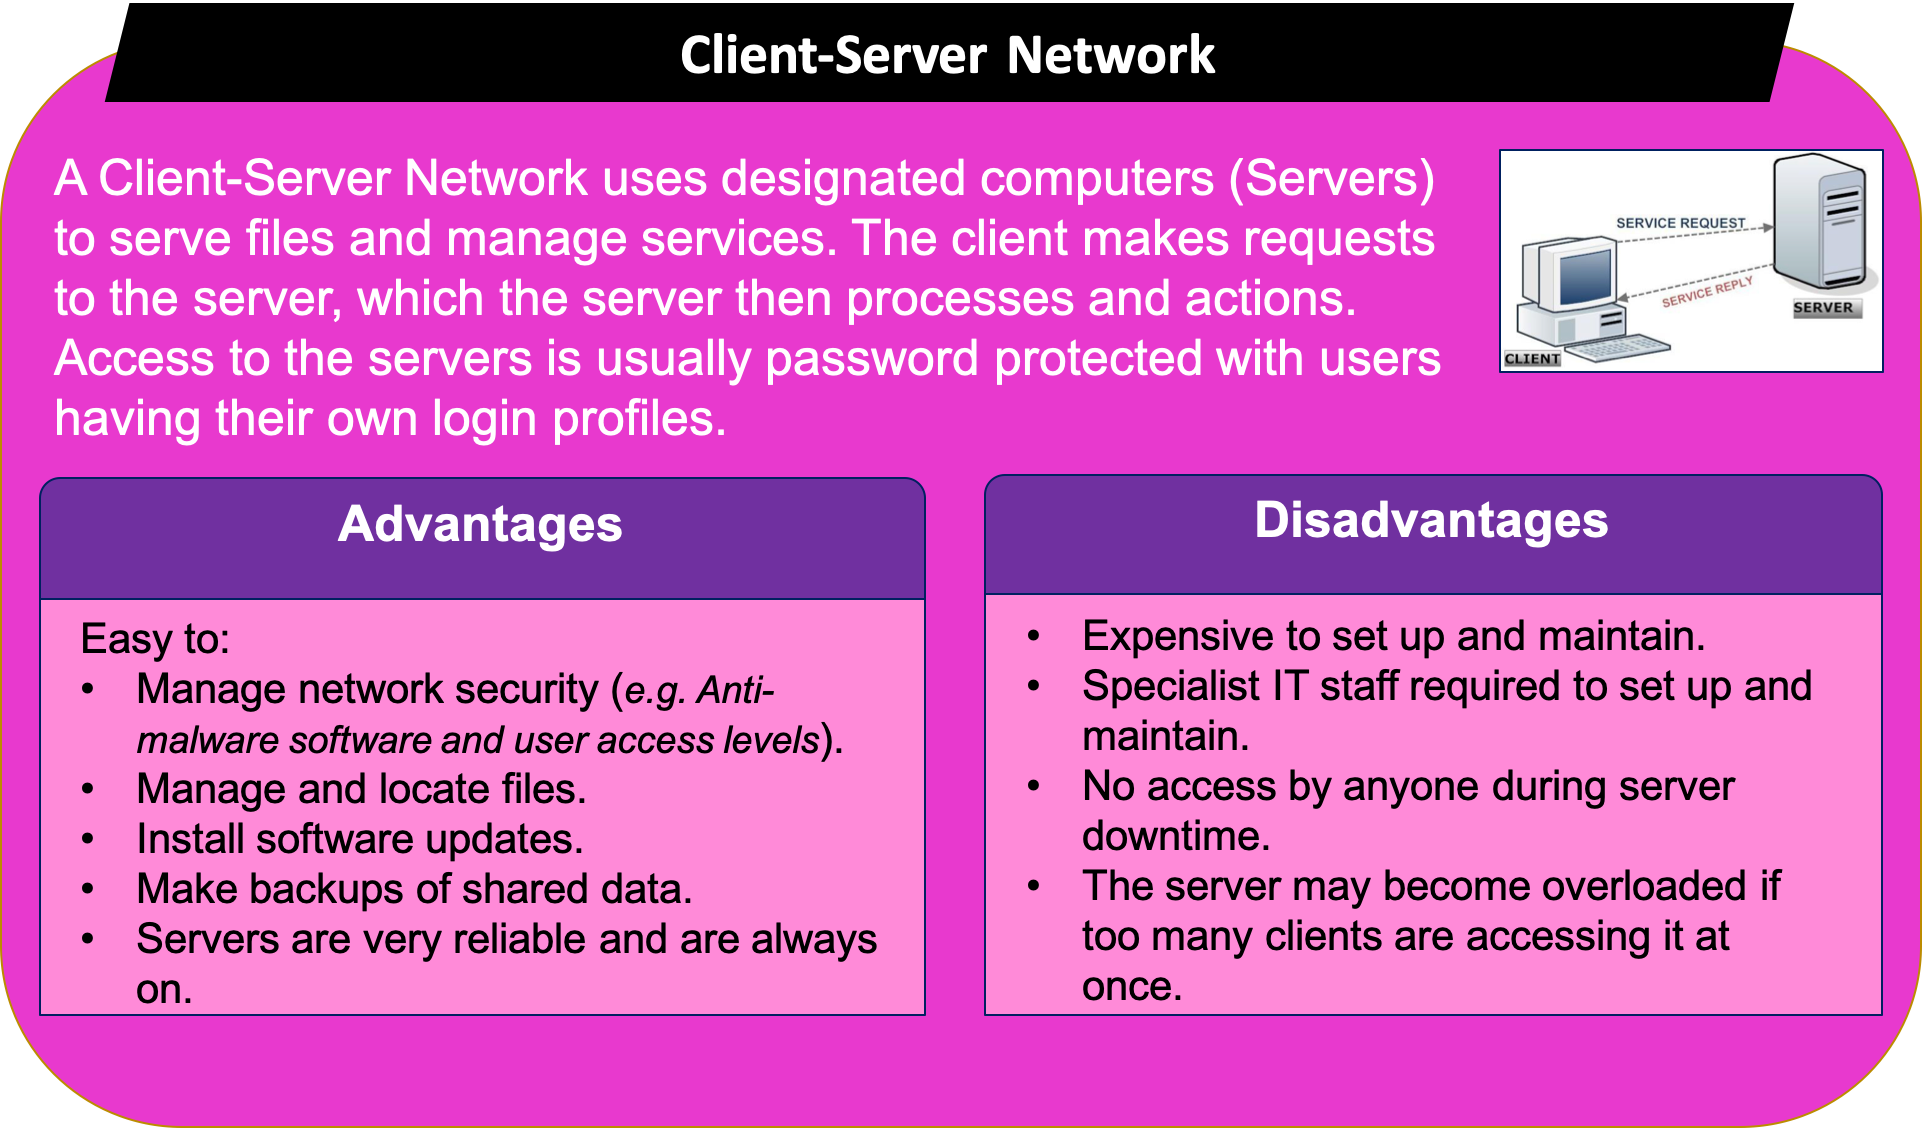 Client-Server Network
A Client-Server Network uses designated computers (Servers)
to serve files and manage services. The client makes requests
to the server, which the server then processes and actions.
Access to the servers is usually password protected with users
having their own login profiles.
SERVICE REQUEST
SERVICE REPLY
SERVER
CLIENT
Advantages
Easy to:
• Manage network security (e.g. Anti-
malware software and user access levels).
• Manage and locate files.
• Install software updates.
• Make backups of shared data.
• Servers are very reliable and are always
on.
Disadvantages
• Expensive to set up and maintain.
• Specialist IT staff required to set up and
maintain.
• No access by anyone during server
downtime.
• The server may become overloaded if
too many clients are accessing it at
once.